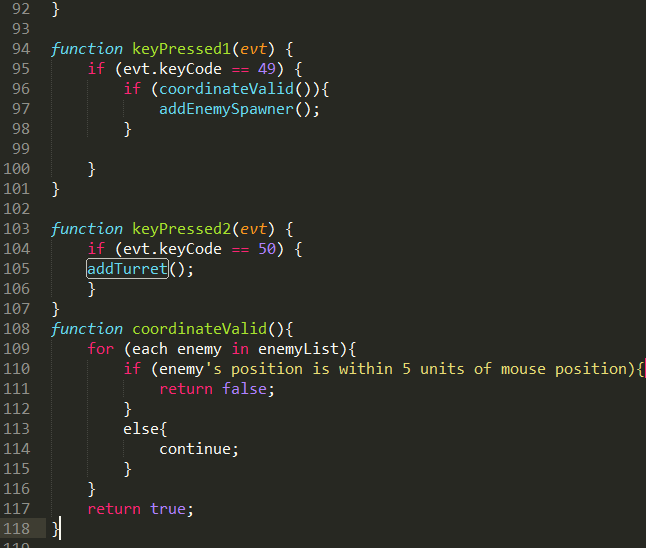 92 }
93
94 function keyPressed1(evt) {
95 if (evt.keyCode == 49) {
96 if (coordinateValid()){
97 addEnemySpawner();
98 }
99
100 }
101 }
102
103 function keyPressed2(evt) {
104 if (evt.keyCode == 50) {
105 addTurret();
106 }
107 }
108 function coordinateValid(){
109 for (each enemy in enemyList){
110 if (enemy's position is within 5 units of mouse position){
111 return false;
112 }
113 else{
114 continue;
115 }
116 }
117 return true;
118 }
119